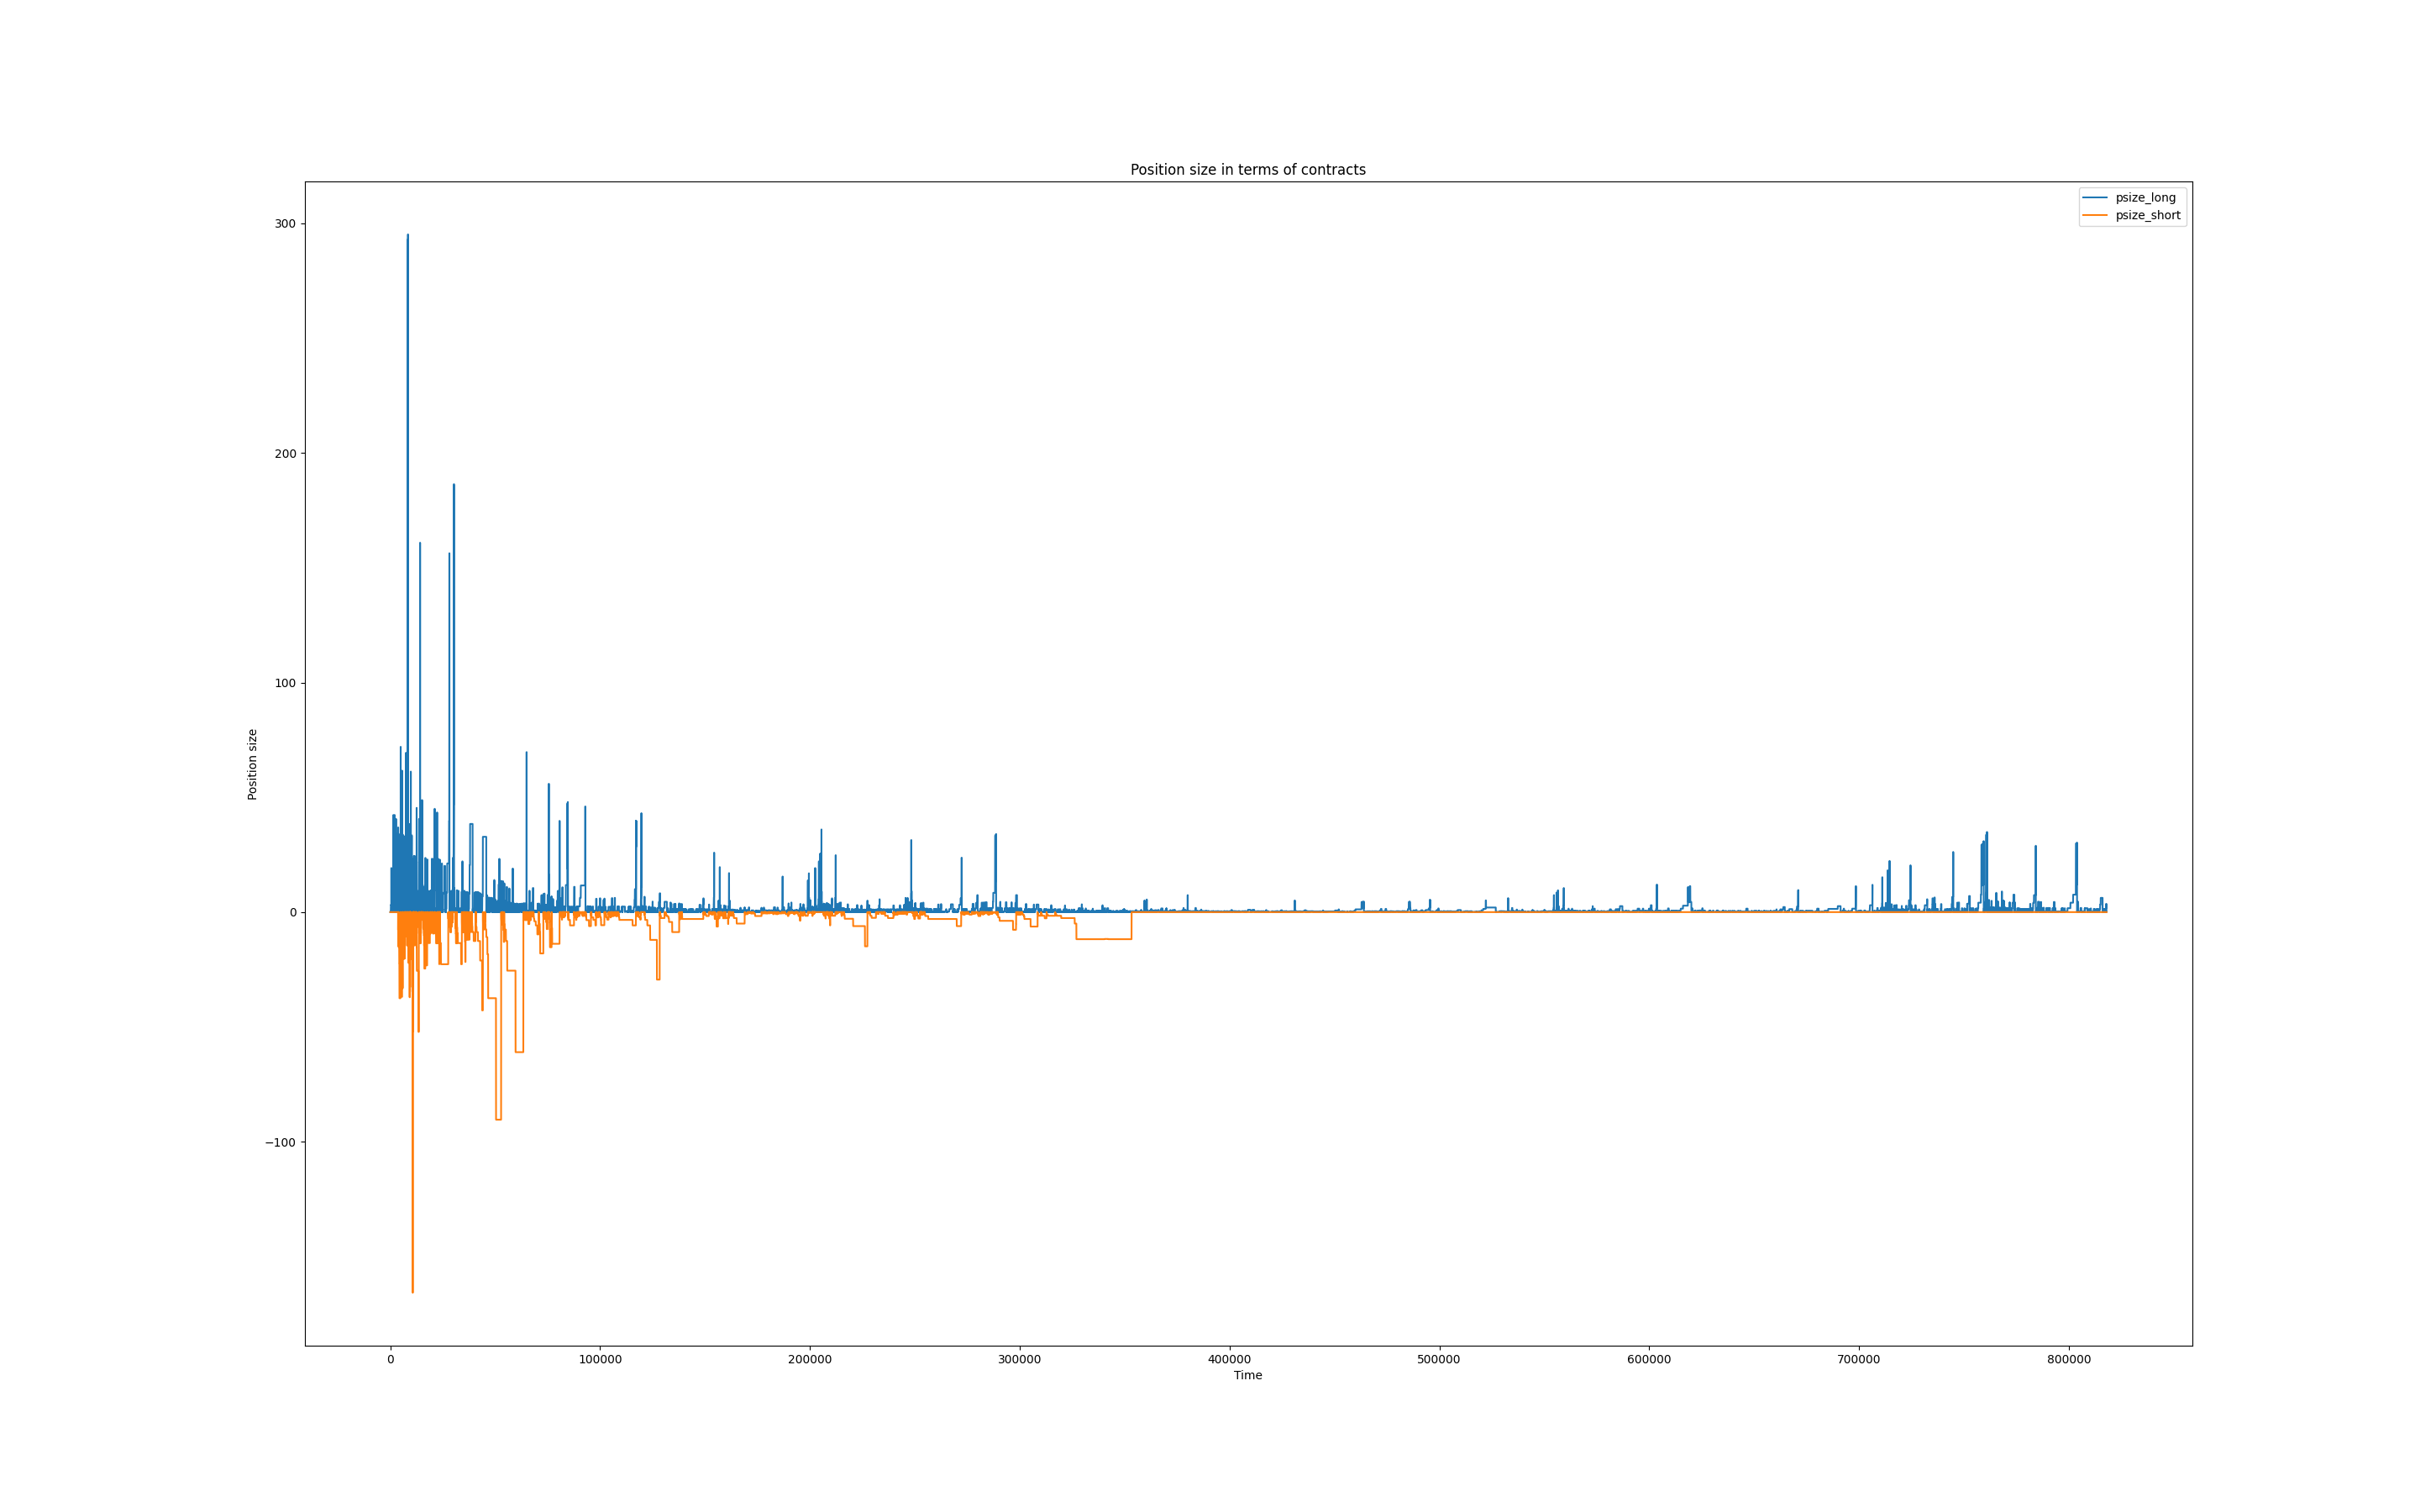 Position size in terms of contracts
psize_long
psize_short
Position size
300
200
100
0
−100
0
100000
200000
300000
400000
500000
600000
700000
800000
Time